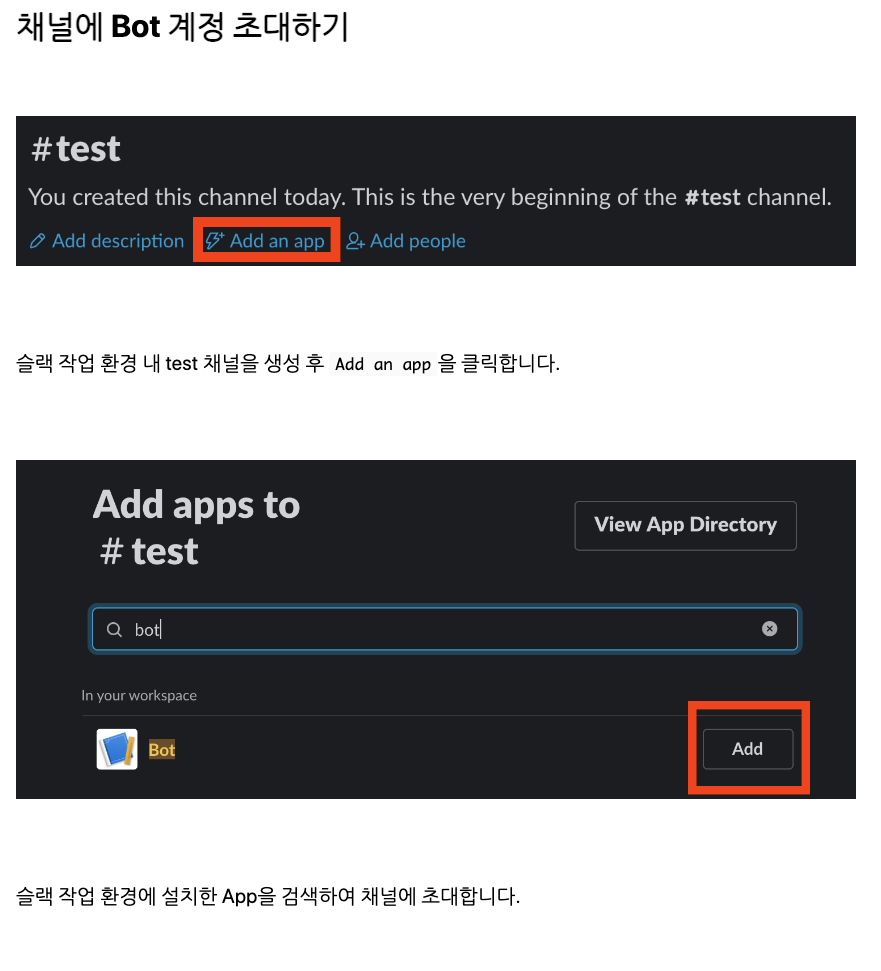 채널에 Bot 계정 초대하기
#test
You created this channel today. This is the very beginning of the #test channel.
Add description Add an app Add people
슬랙 작업 환경 내 test 채널을 생성 후 Add an app 을 클릭합니다.
Add apps to
# test
View App Directory
bot
In your workspace
Bot
Add
슬랙 작업 환경에 설치한 App을 검색하여 채널에 초대합니다.